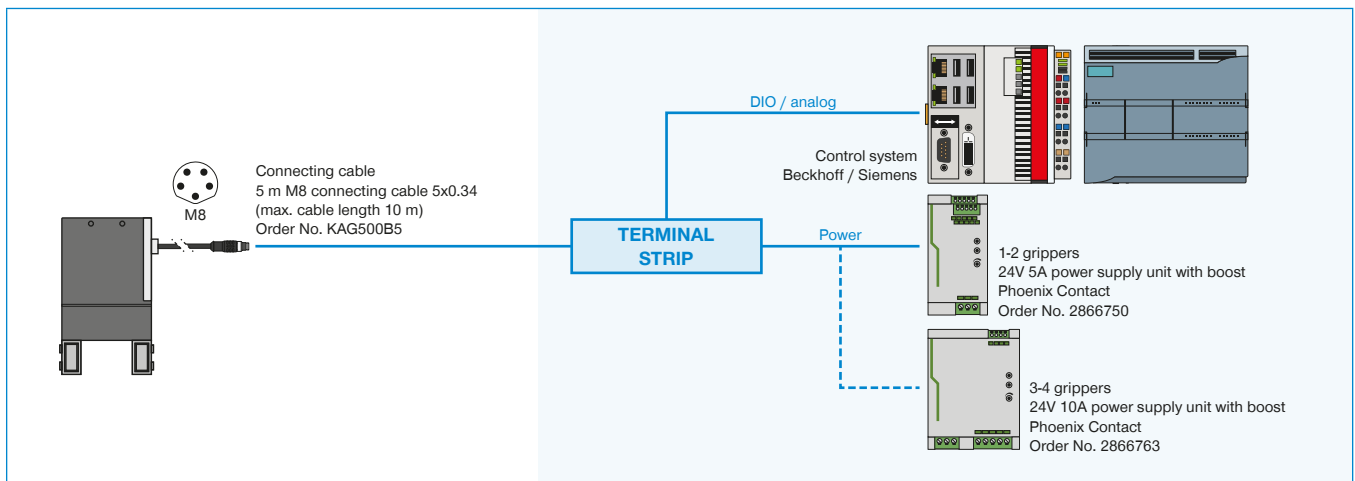 M8
Connecting cable
5 m M8 connecting cable 5x0.34
(max. cable length 10 m)
Order No. KAG500B5
TERMINAL
STRIP
DIO / analog
Control system
Beckhoff / Siemens
Power
1-2 grippers
24V 5A power supply unit with boost
Phoenix Contact
Order No. 2866750
3-4 grippers
24V 10A power supply unit with boost
Phoenix Contact
Order No. 2866763